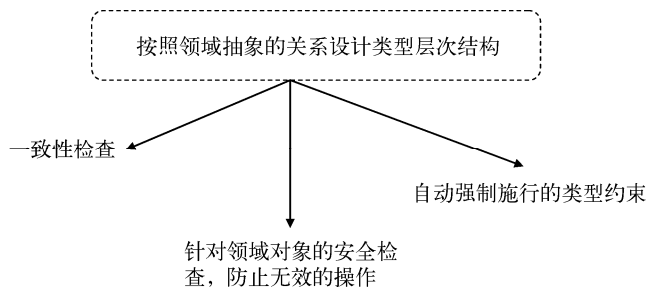 按照领域抽象的关系设计类型层次结构
一致性检查
自动强制施行的类型约束
针对领域对象的安全检
查，防止无效的操作